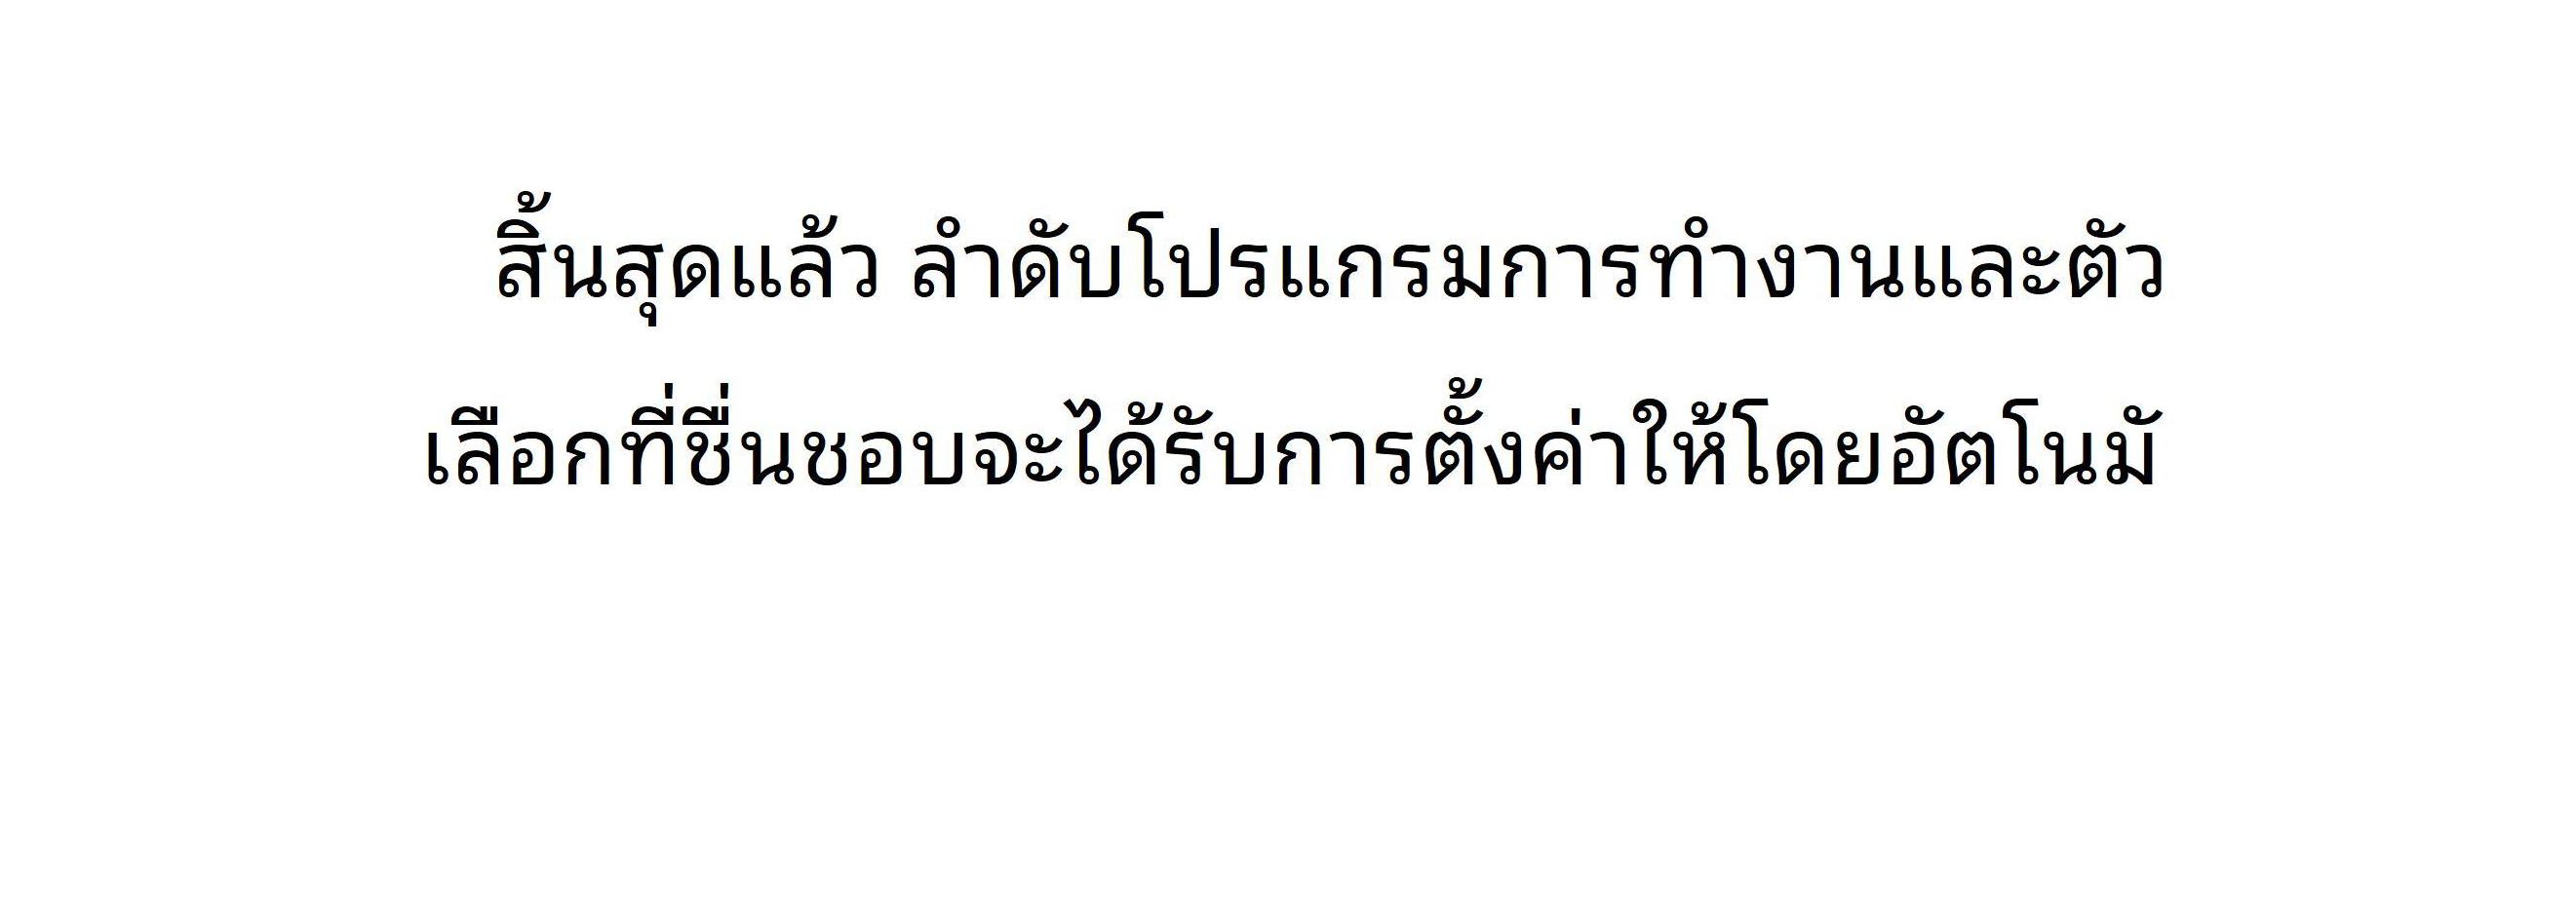 สิ้นสุดแล้ว ลำดับโปรแกรมการทำงานและตัว
เลือกที่ชื่นชอบจะได้รับการตั้งค่าให้โดยอัตโนมั